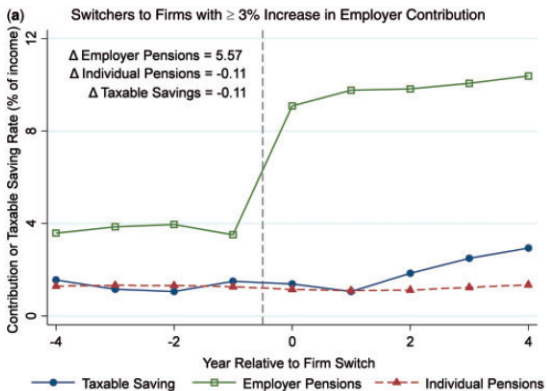 (a) Switchers to Firms with ≥ 3% Increase in Employer Contribution
Contribution or Taxable Saving Rate (% of income)
12
8
4
0
Δ Employer Pensions = 5.57
Δ Individual Pensions = -0.11
Δ Taxable Savings = -0.11
-4
-2
0
2
4
Year Relative to Firm Switch
Taxable Saving
Employer Pensions
Individual Pensions